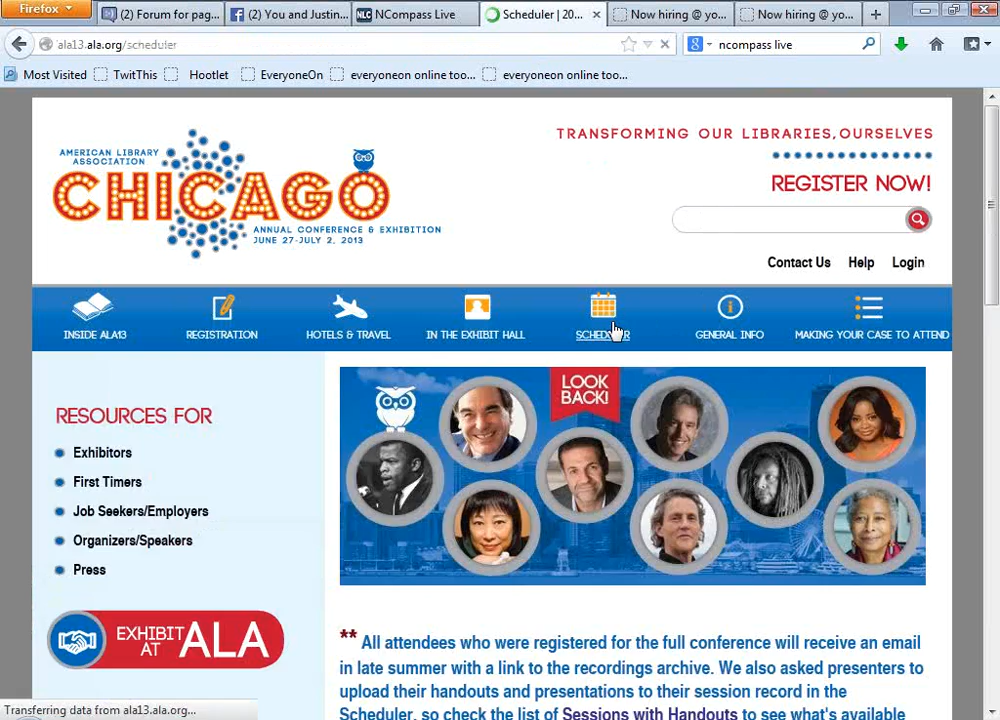 Firefox
(2) Forum for pag...
(2) You and Justin...
NLC NCompass Live
Scheduler | 20...
Now hiring @ yo...
Now hiring @ yo...
ala13.ala.org/scheduler
ncompass live
Most Visited
TwitThis
Hootlet
EveryoneOn
everyoneon online too...
everyoneon online too...
AMERICAN LIBRARY
ASSOCIATION
CHICAGO
ANNUAL CONFERENCE & EXHIBITION
JUNE 27-JULY 2, 2013
TRANSFORMING OUR LIBRARIES, OURSELVES
REGISTER NOW!
Contact Us
Help
Login
INSIDE ALA13
REGISTRATION
HOTELS & TRAVEL
IN THE EXHIBIT HALL
SCHEDULER
GENERAL INFO
MAKING YOUR CASE TO ATTEND
RESOURCES FOR
Exhibitors
First Timers
Job Seekers/Employers
Organizers/Speakers
Press
EXHIBIT
AT
ALA
LOOK
BACK!
** All attendees who were registered for the full conference will receive an email
in late summer with a link to the recordings archive. We also asked presenters to
upload their handouts and presentations to their session record in the
Scheduler, so check the list of Sessions with Handouts to see what's available
Transferring data from ala13.ala.org...